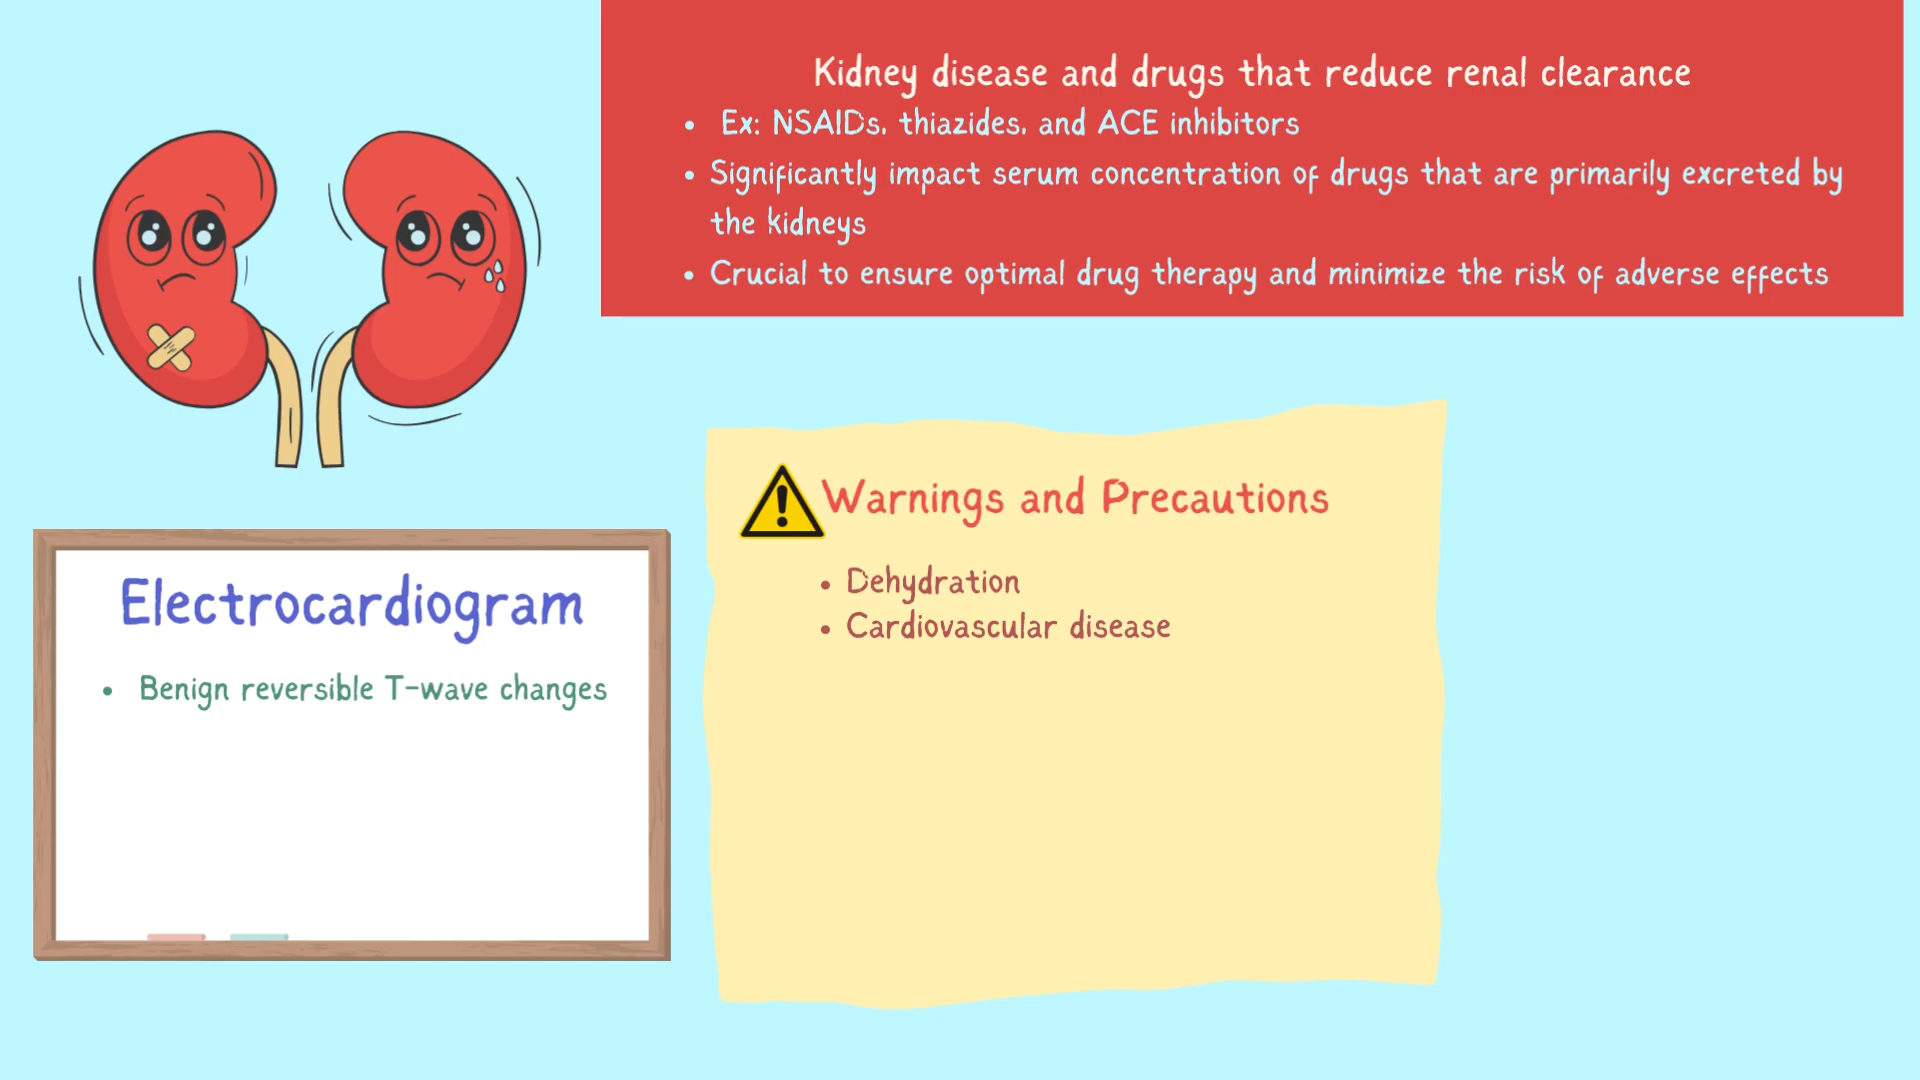 Kidney disease and drugs that reduce renal clearance
• Ex: NSAIDs, thiazides, and ACE inhibitors
• Significantly impact serum concentration of drugs that are primarily excreted by
the kidneys
• Crucial to ensure optimal drug therapy and minimize the risk of adverse effects
Electrocardiogram
• Benign reversible T-wave changes
Warnings and Precautions
• Dehydration
• Cardiovascular disease